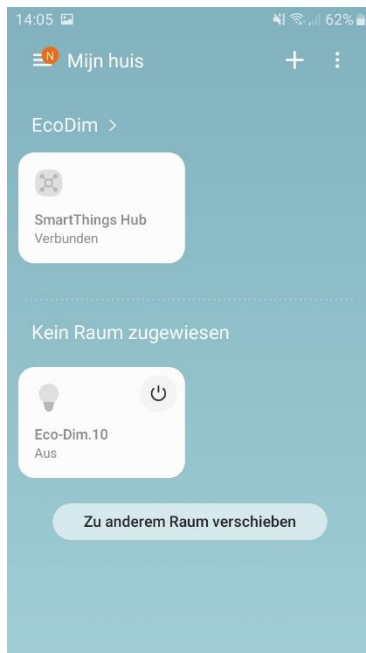 14:05 62%
N
Mijn huis
EcoDim >
SmartThings Hub
Verbunden
Kein Raum zugewiesen
Eco-Dim.10
Aus
Zu anderem Raum verschieben